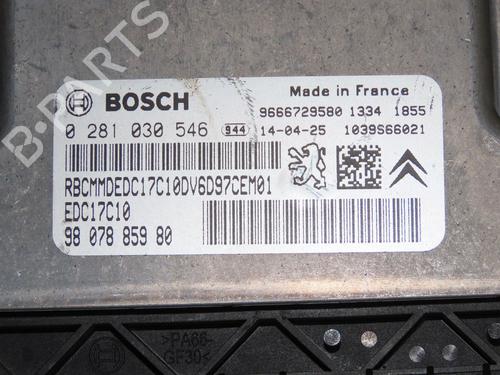 BOSCH
Made in France
9666729580 1334 1855
0 281 030 546 944 14-04-25 1039S66021
RBCMMDEDC17C10DV6D97CEM01
EDC17C10
98 078 859 80
>PA66-
GF30<
B-PARTS